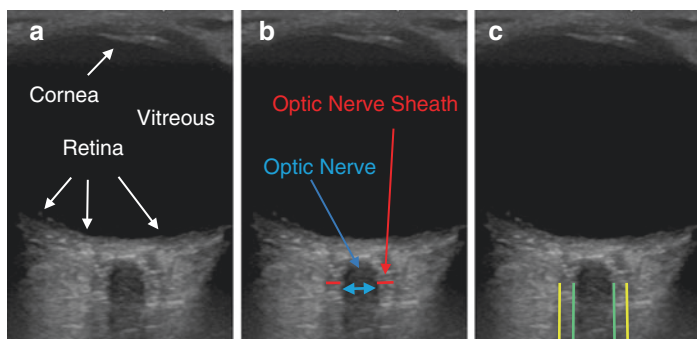 a
Cornea
Vitreous
Retina
b
Optic Nerve Sheath
Optic Nerve
c